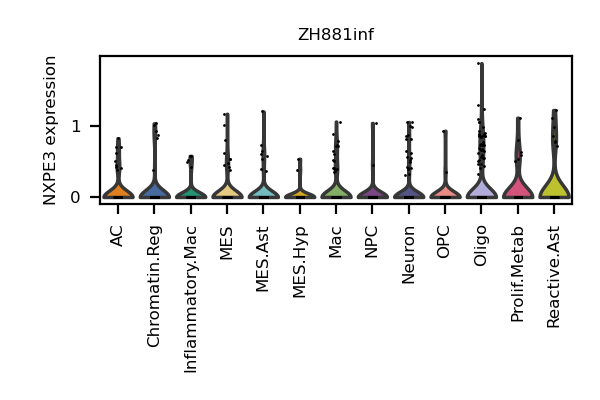 ZH881inf
NXPE3 expression
1
0
AC
Chromatin.Reg
Inflammatory.Mac
MES
MES.Ast
MES.Hyp
Mac
NPC
Neuron
OPC
Oligo
Prolif.Metab
Reactive.Ast